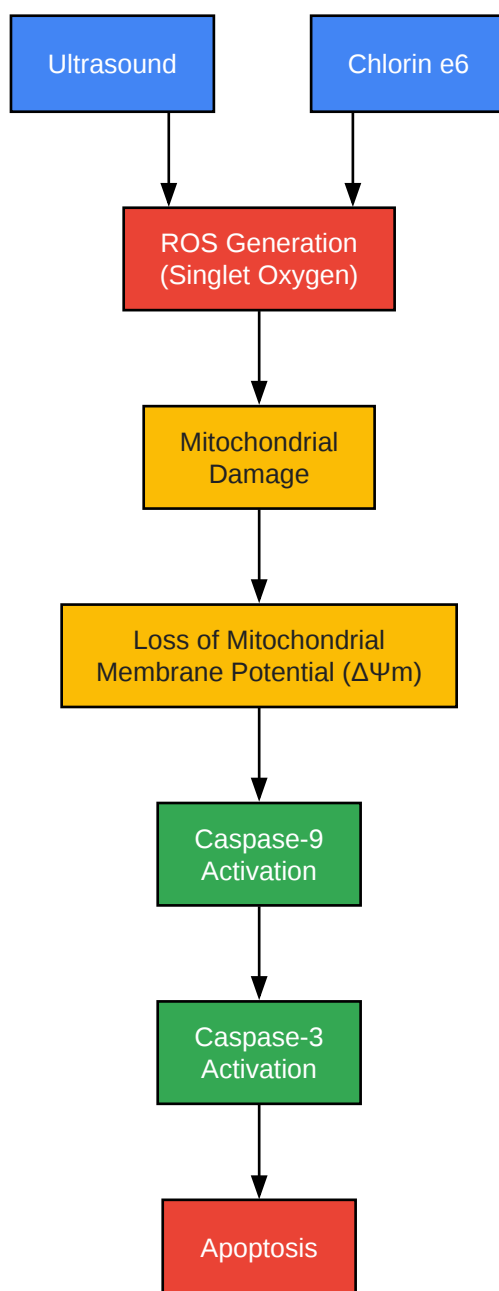 Ultrasound
Chlorin e6
ROS Generation
(Singlet Oxygen)
Mitochondrial
Damage
Loss of Mitochondrial
Membrane Potential (ΔΨm)
Caspase-9
Activation
Caspase-3
Activation
Apoptosis